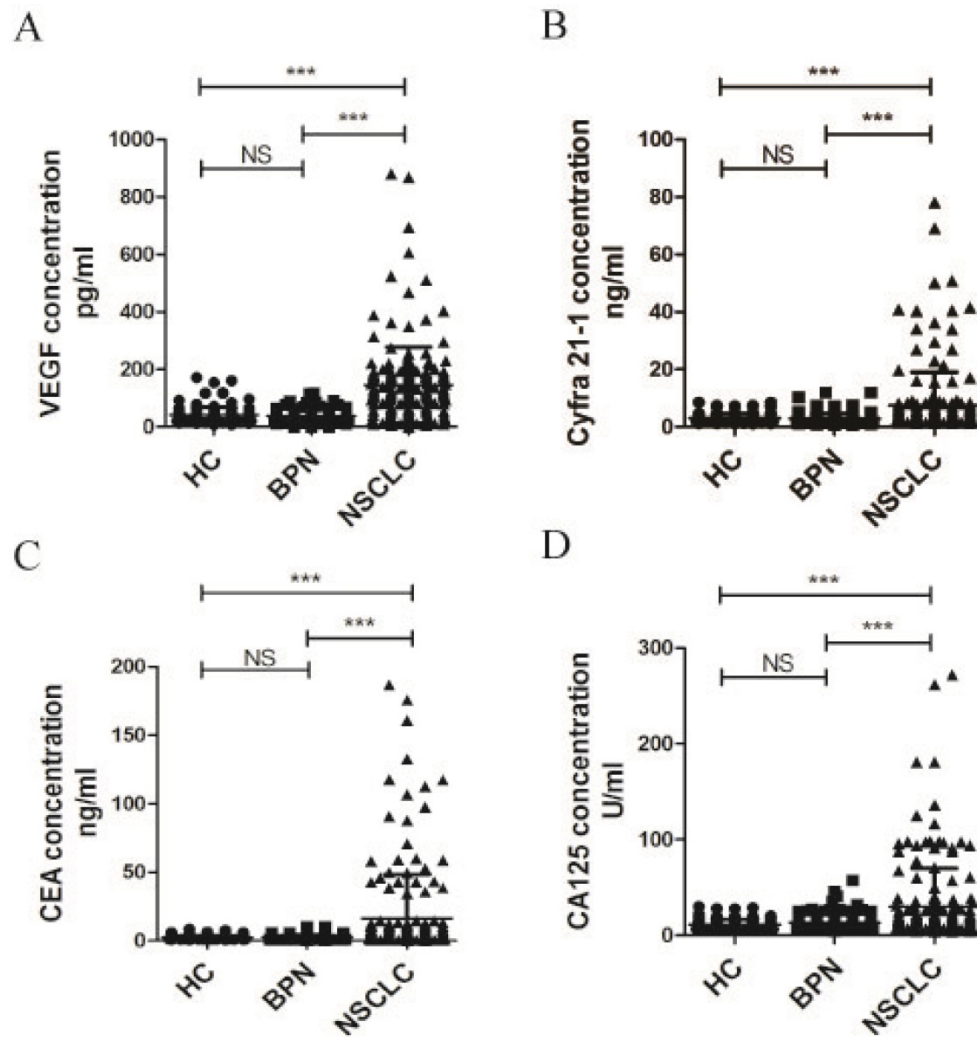 A
***
***
NS
VEGF concentration
pg/ml
1000
800
600
400
200
0
HC
BPN
NSCLC
B
***
***
NS
Cyfra 21-1 concentration
ng/ml
100
80
60
40
20
0
HC
BPN
NSCLC
C
***
***
NS
CEA concentration
ng/ml
200
150
100
50
0
HC
BPN
NSCLC
D
***
***
NS
CA125 concentration
U/ml
300
200
100
0
HC
BPN
NSCLC